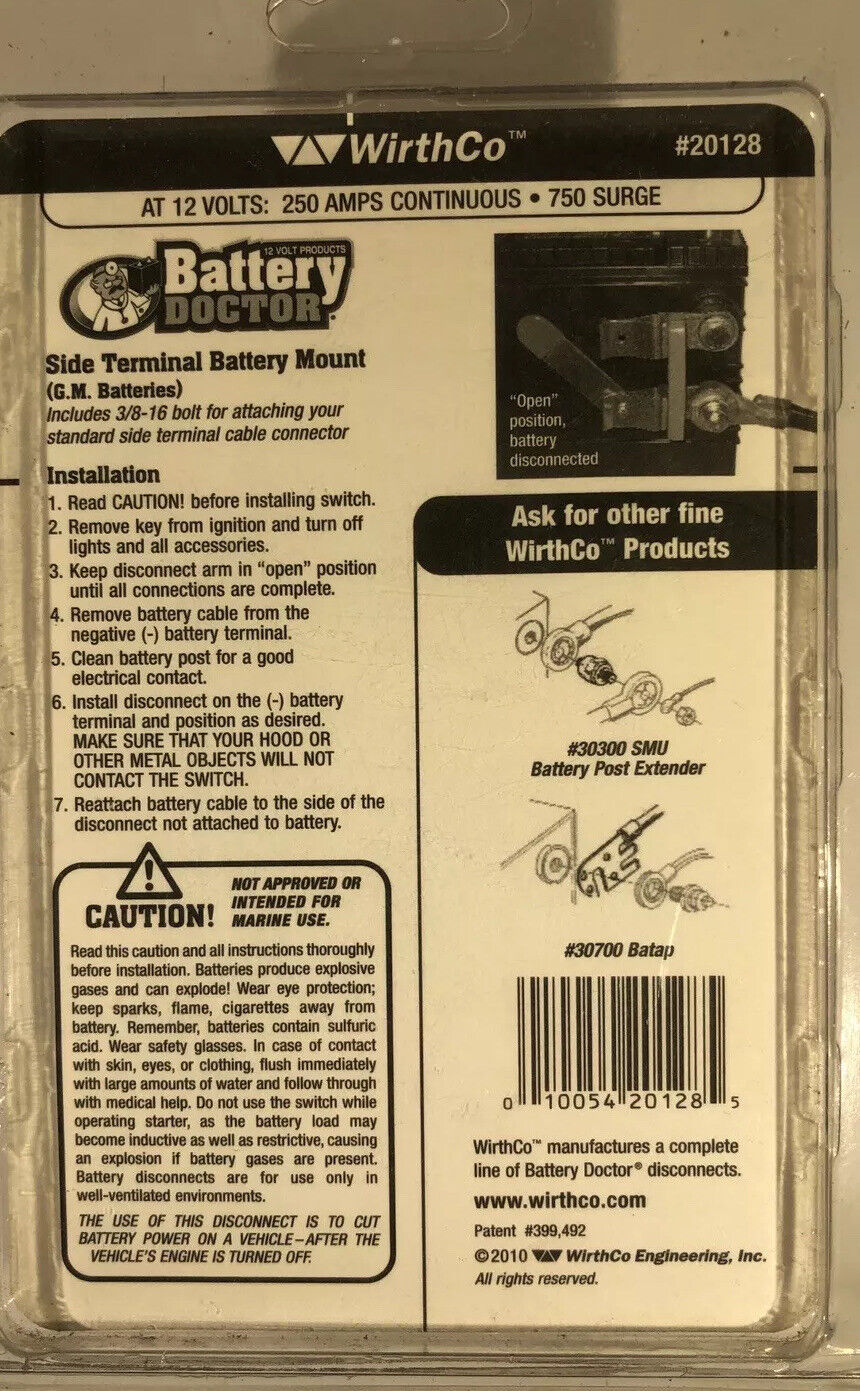 WirthCo™ #20128
AT 12 VOLTS: 250 AMPS CONTINUOUS • 750 SURGE
12 VOLT PRODUCTS
Battery
DOCTOR
Side Terminal Battery Mount
(G.M. Batteries)
Includes 3/8-16 bolt for attaching your
standard side terminal cable connector
Installation
1. Read CAUTION! before installing switch.
2. Remove key from ignition and turn off
lights and all accessories.
3. Keep disconnect arm in “open” position
until all connections are complete.
4. Remove battery cable from the
negative (-) battery terminal.
5. Clean battery post for a good
electrical contact.
6. Install disconnect on the (-) battery
terminal and position as desired.
MAKE SURE THAT YOUR HOOD OR
OTHER METAL OBJECTS WILL NOT
CONTACT THE SWITCH.
7. Reattach battery cable to the side of the
disconnect not attached to battery.
CAUTION!
NOT APPROVED OR
INTENDED FOR
MARINE USE.
Read this caution and all instructions thoroughly
before installation. Batteries produce explosive
gases and can explode! Wear eye protection;
keep sparks, flame, cigarettes away from
battery. Remember, batteries contain sulfuric
acid. Wear safety glasses. In case of contact
with skin, eyes, or clothing, flush immediately
with large amounts of water and follow through
with medical help. Do not use the switch while
operating starter, as the battery load may
become inductive as well as restrictive, causing
an explosion if battery gases are present.
Battery disconnects are for use only in
well-ventilated environments.
THE USE OF THIS DISCONNECT IS TO CUT
BATTERY POWER ON A VEHICLE–AFTER THE
VEHICLE'S ENGINE IS TURNED OFF.
“Open”
position,
battery
disconnected
Ask for other fine
WirthCo™ Products
#30300 SMU
Battery Post Extender
#30700 Batap
0 10054 20128 5
WirthCo™ manufactures a complete
line of Battery Doctor® disconnects.
www.wirthco.com
Patent #399,492
©2010 WirthCo Engineering, Inc.
All rights reserved.